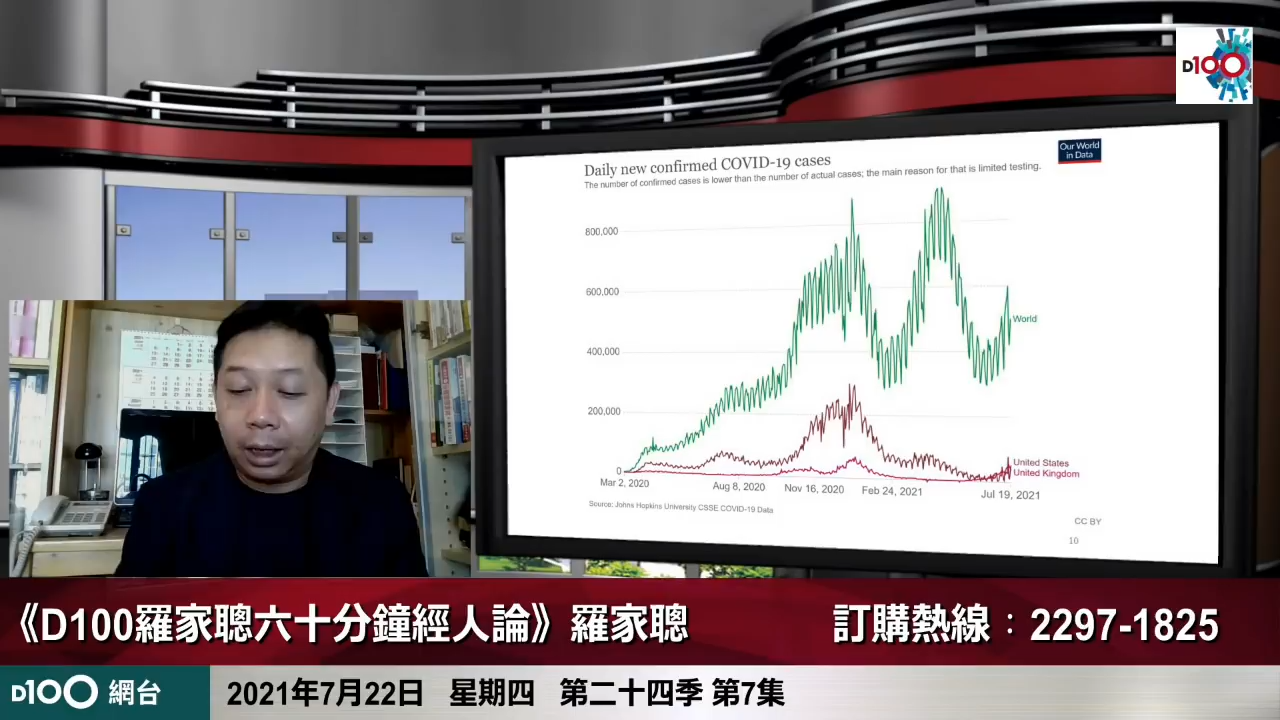 D100
Our World
in Data
Daily new confirmed COVID-19 cases
The number of confirmed cases is lower than the number of actual cases; the main reason for that is limited testing.
800,000
600,000
World
400,000
200,000
United States
United Kingdom
0
Mar 2, 2020
Aug 8, 2020
Nov 16, 2020
Feb 24, 2021
Jul 19, 2021
Source: Johns Hopkins University CSSE COVID-19 Data
CC BY
10
《D100羅家聰六十分鐘經人論》羅家聰
訂購熱線：2297-1825
D100 網台
2021年7月22日 星期四 第二十四季 第7集